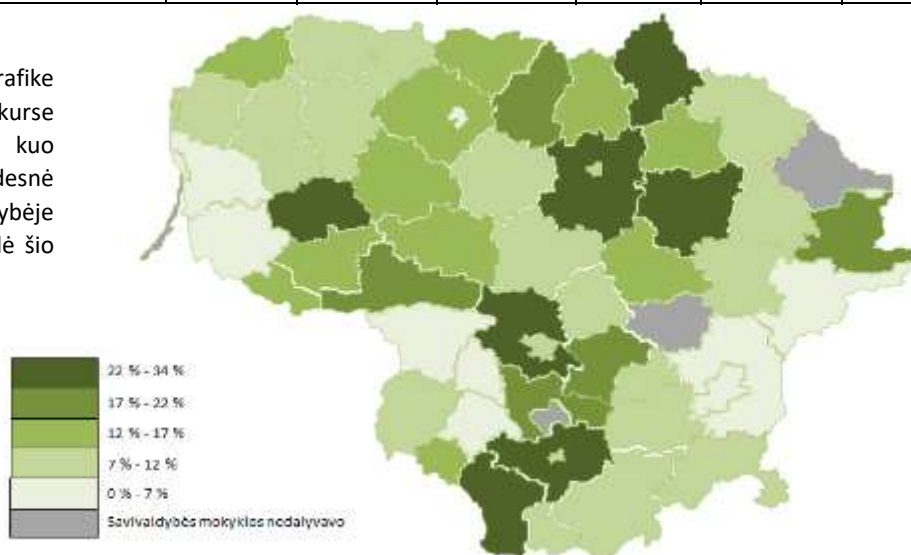 rafike
kurse
kuo
desnė
ybėje
lė šio
22 % - 34 %
17 % - 22 %
12 % - 17 %
7 % - 12 %
0 % - 7 %
Savivaldybės mokyklos nedalyvavo